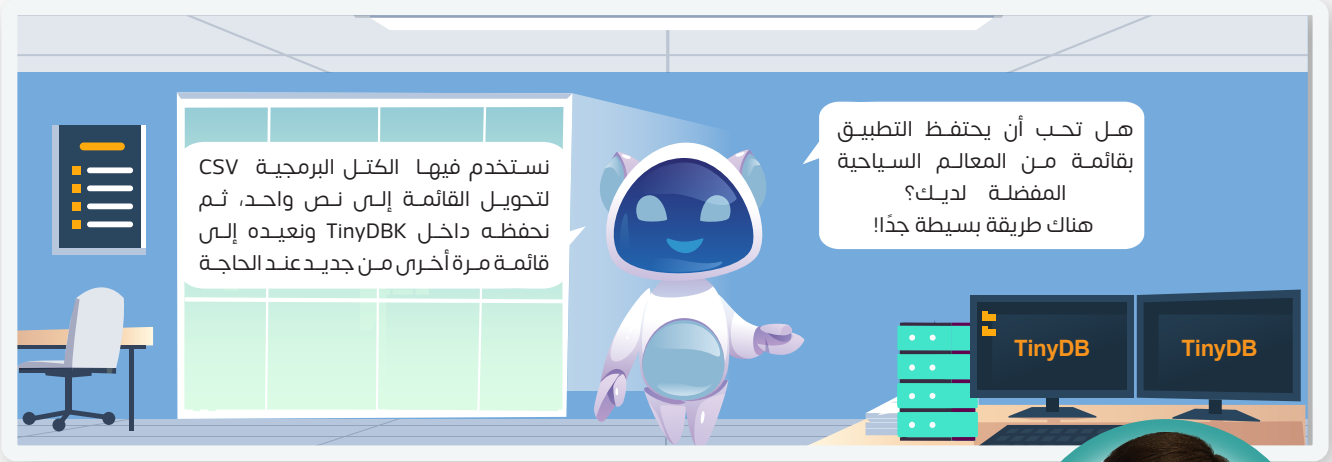 هل تحب أن يحتفظ التطبيق
بقائمة من المعالم السياحية
المفضلة لديك؟
هناك طريقة بسيطة جدًا!
نستخدم فيها الكتل البرمجية CSV
لتحويل القائمة إلى نص واحد، ثم
نحفظه داخل TinyDBK ونعيده إلى
قائمة مرة أخرى من جديد عند الحاجة
TinyDB
TinyDB